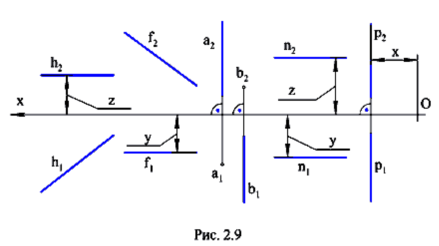 f₂ a₂ n₂ p₂
h₂ b₂ x
z z
x O
y y
h₁ f₁ a₁ b₁ n₁ p₁
Рис. 2.9